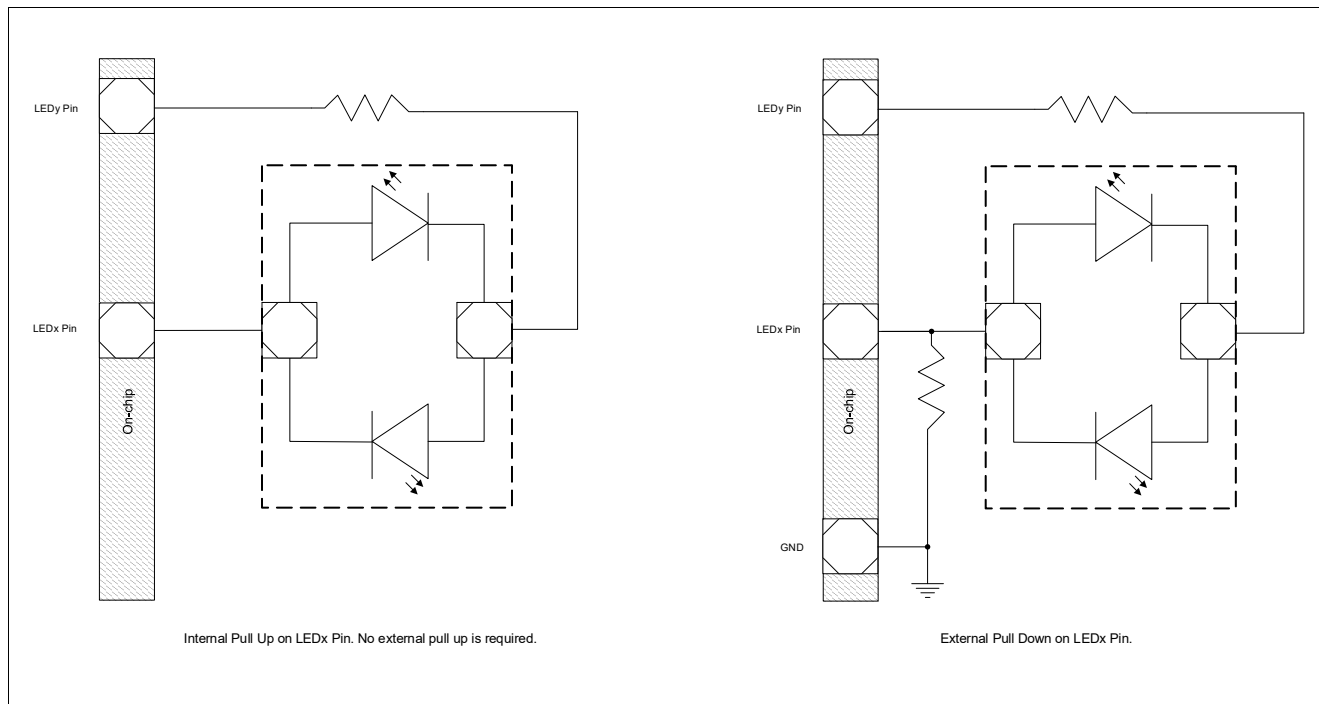 LEDy Pin
LEDx Pin
On-chip
Internal Pull Up on LEDx Pin. No external pull up is required.
LEDy Pin
LEDx Pin
On-chip
GND
External Pull Down on LEDx Pin.